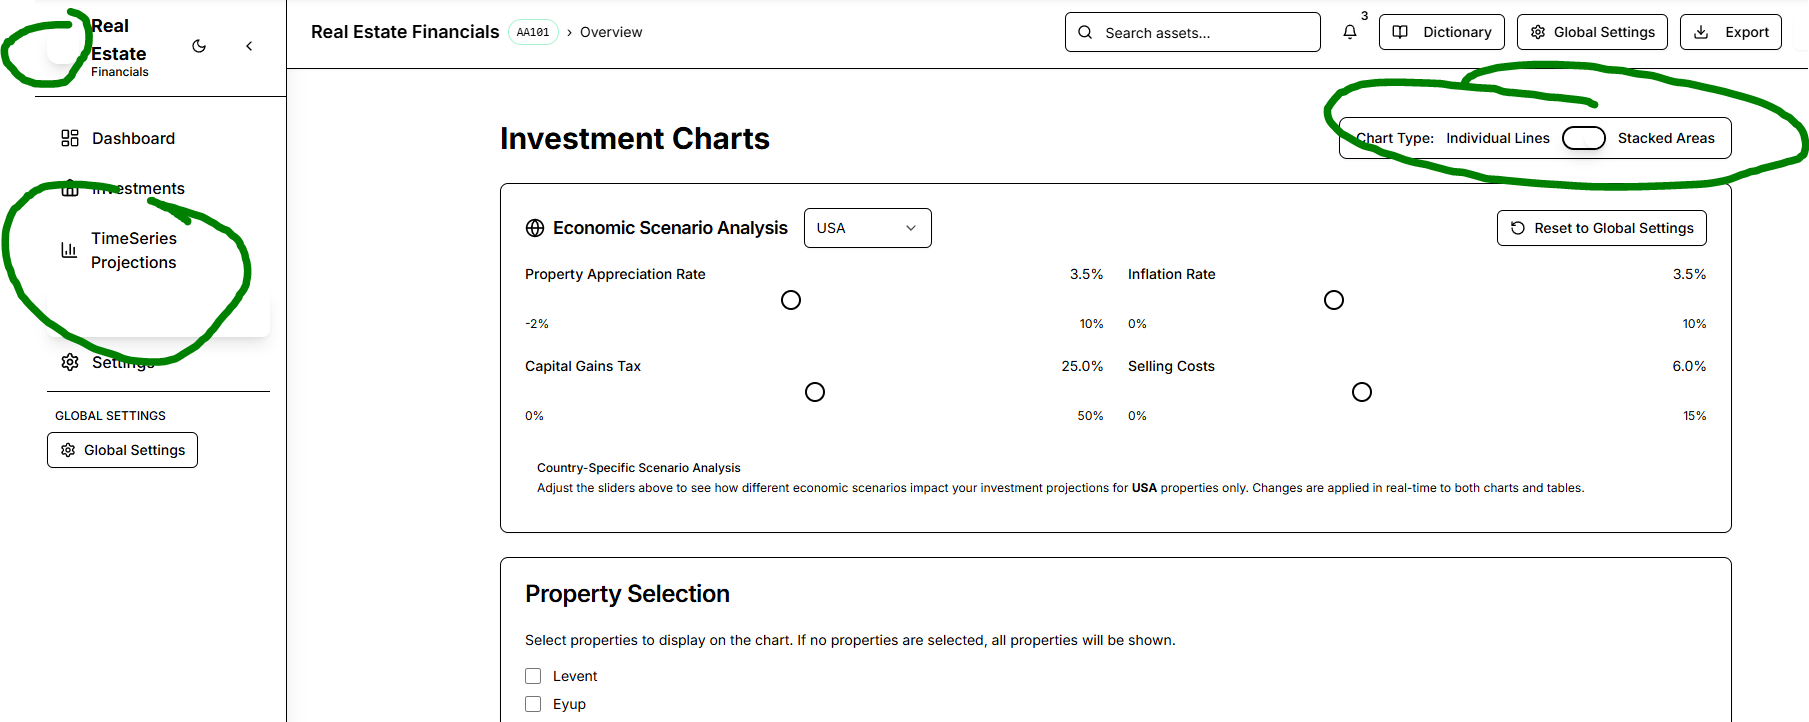 Real
Estate
Financials
Real Estate Financials AA101 › Overview
Search assets...
3
Dictionary
Global Settings
Export
Dashboard
Investments
TimeSeries
Projections
Settings
GLOBAL SETTINGS
Global Settings
Investment Charts
Chart Type: Individual Lines Stacked Areas
Economic Scenario Analysis USA
Reset to Global Settings
Property Appreciation Rate 3.5%
-2% 10%
Inflation Rate 3.5%
0% 10%
Capital Gains Tax 25.0%
0% 50%
Selling Costs 6.0%
0% 15%
Country-Specific Scenario Analysis
Adjust the sliders above to see how different economic scenarios impact your investment projections for USA properties only. Changes are applied in real-time to both charts and tables.
Property Selection
Select properties to display on the chart. If no properties are selected, all properties will be shown.
Levent
Eyup